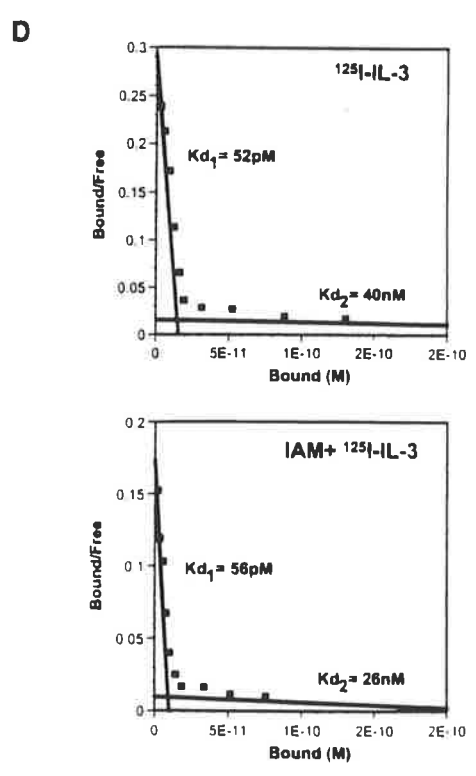 D
0.3
¹²⁵I-IL-3
0.25
0.2
Kd₁= 52pM
0.15
Bound/Free
0.1
0.05
Kd₂= 40nM
0
0
5E-11
1E-10
2E-10
2E-10
Bound (M)
0.2
IAM+ ¹²⁵I-IL-3
0.15
Bound/Free
0.1
Kd₁= 56pM
0.05
Kd₂= 26nM
0
0
5E-11
1E-10
2E-10
2E-10
Bound (M)